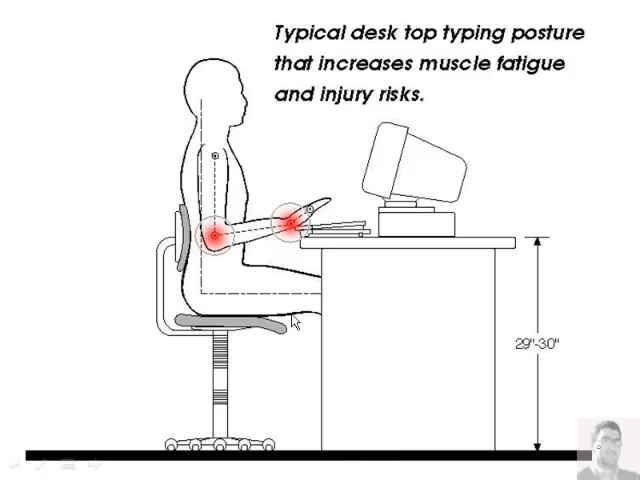 Typical desk top typing posture
that increases muscle fatigue
and injury risks.
29"-30"